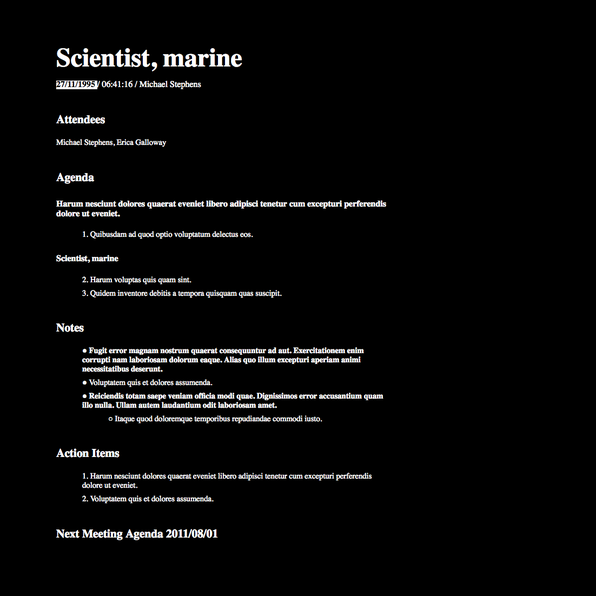 Scientist, marine
27/11/1995 / 06:41:16 / Michael Stephens
Attendees
Michael Stephens, Erica Galloway
Agenda
Harum nesciunt dolores quaerat eveniet libero adipisci tenetur cum excepturi perferendis
dolore ut eveniet.
1. Quibusdam ad quod optio voluptatum delectus eos.
Scientist, marine
2. Harum voluptas quis quam sint.
3. Quidem inventore debitis a tempora quisquam quas suscipit.
Notes
● Fugit error magnam nostrum quaerat consequuntur ad aut. Exercitationem enim
corrupti nam laboriosam dolorum eaque. Alias quo illum excepturi aperiam animi
necessitatibus deserunt.
● Voluptatem quis et dolores assumenda.
● Reiciendis totam saepe veniam officia modi quae. Dignissimos error accusantium quam
illo nulla. Ullam autem laudantium odit laboriosam amet.
○ Itaque quod doloremque temporibus repudiandae commodi iusto.
Action Items
1. Harum nesciunt dolores quaerat eveniet libero adipisci tenetur cum excepturi perferendis
dolore ut eveniet.
2. Voluptatem quis et dolores assumenda.
Next Meeting Agenda 2011/08/01